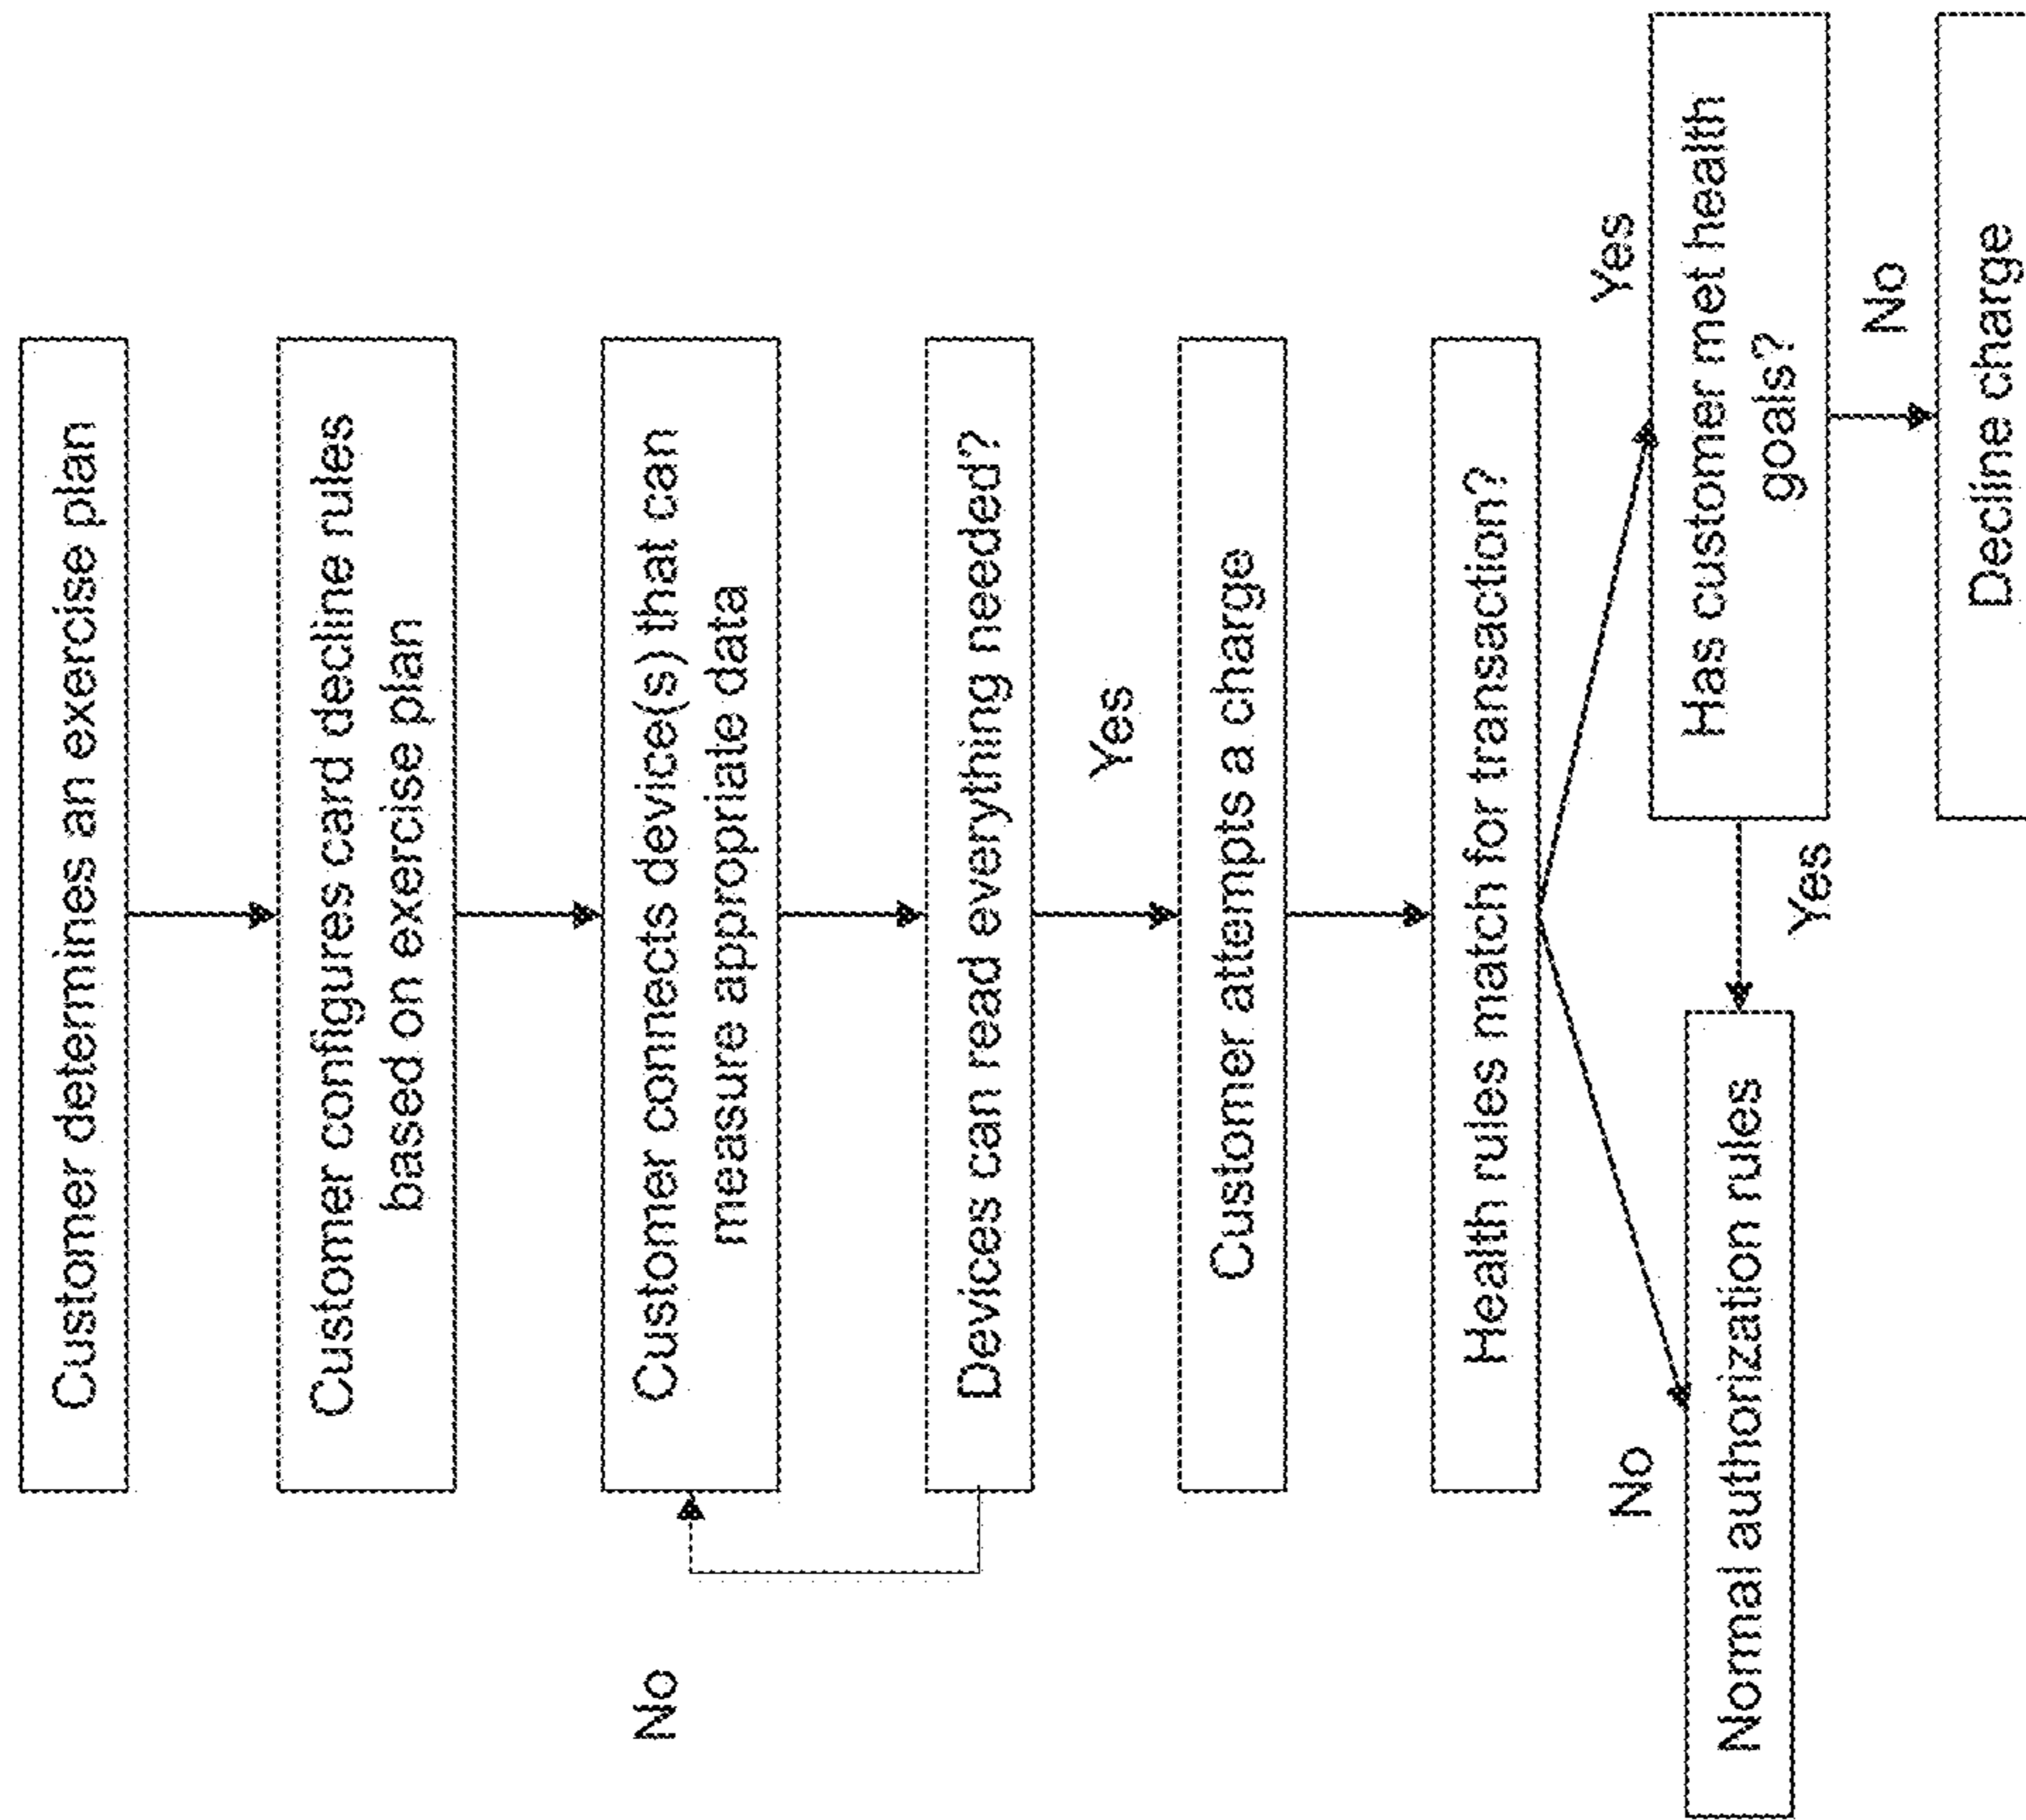 Customer determines an exercise plan
Customer configures card decline rules
based on exercise plan
Customer connects device(s) that can
measure appropriate data
No
Devices can read everything needed?
Yes
Customer attempts a charge
Health rules match for transaction?
No
Yes
Normal authorization rules
Yes
Has customer met health
goals?
No
Decline charge